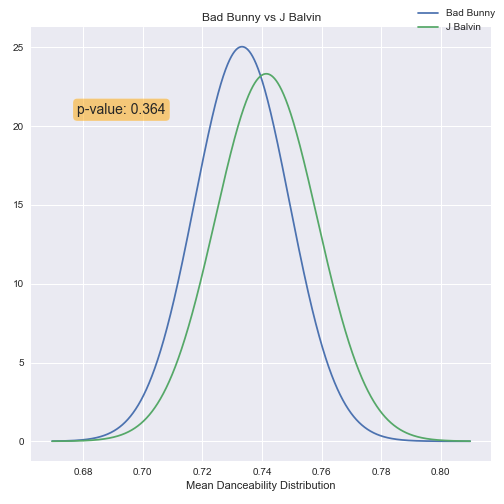 Bad Bunny vs J Balvin
Bad Bunny
J Balvin
p-value: 0.364
25
20
15
10
5
0
0.68 0.70 0.72 0.74 0.76 0.78 0.80
Mean Danceability Distribution